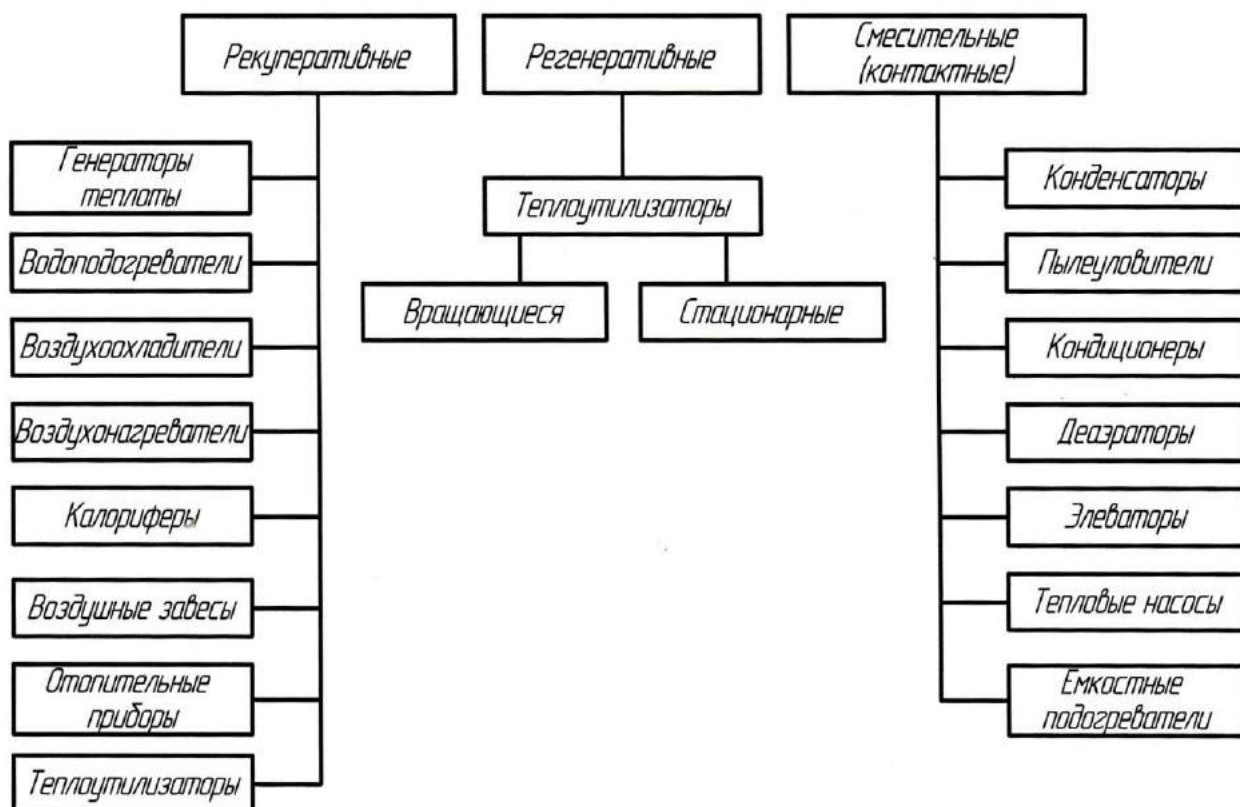 Рекуперативные
Регенеративные
Смесительные
(контактные)
Генераторы
теплоты
Водоподогреватели
Воздухоохладители
Воздухонагреватели
Калориферы
Воздушные завесы
Отопительные
приборы
Теплоутилизаторы
Теплоутилизаторы
Вращающиеся
Стационарные
Конденсаторы
Пылеуловители
Кондиционеры
Деаэраторы
Элеваторы
Тепловые насосы
Емкостные
подогреватели